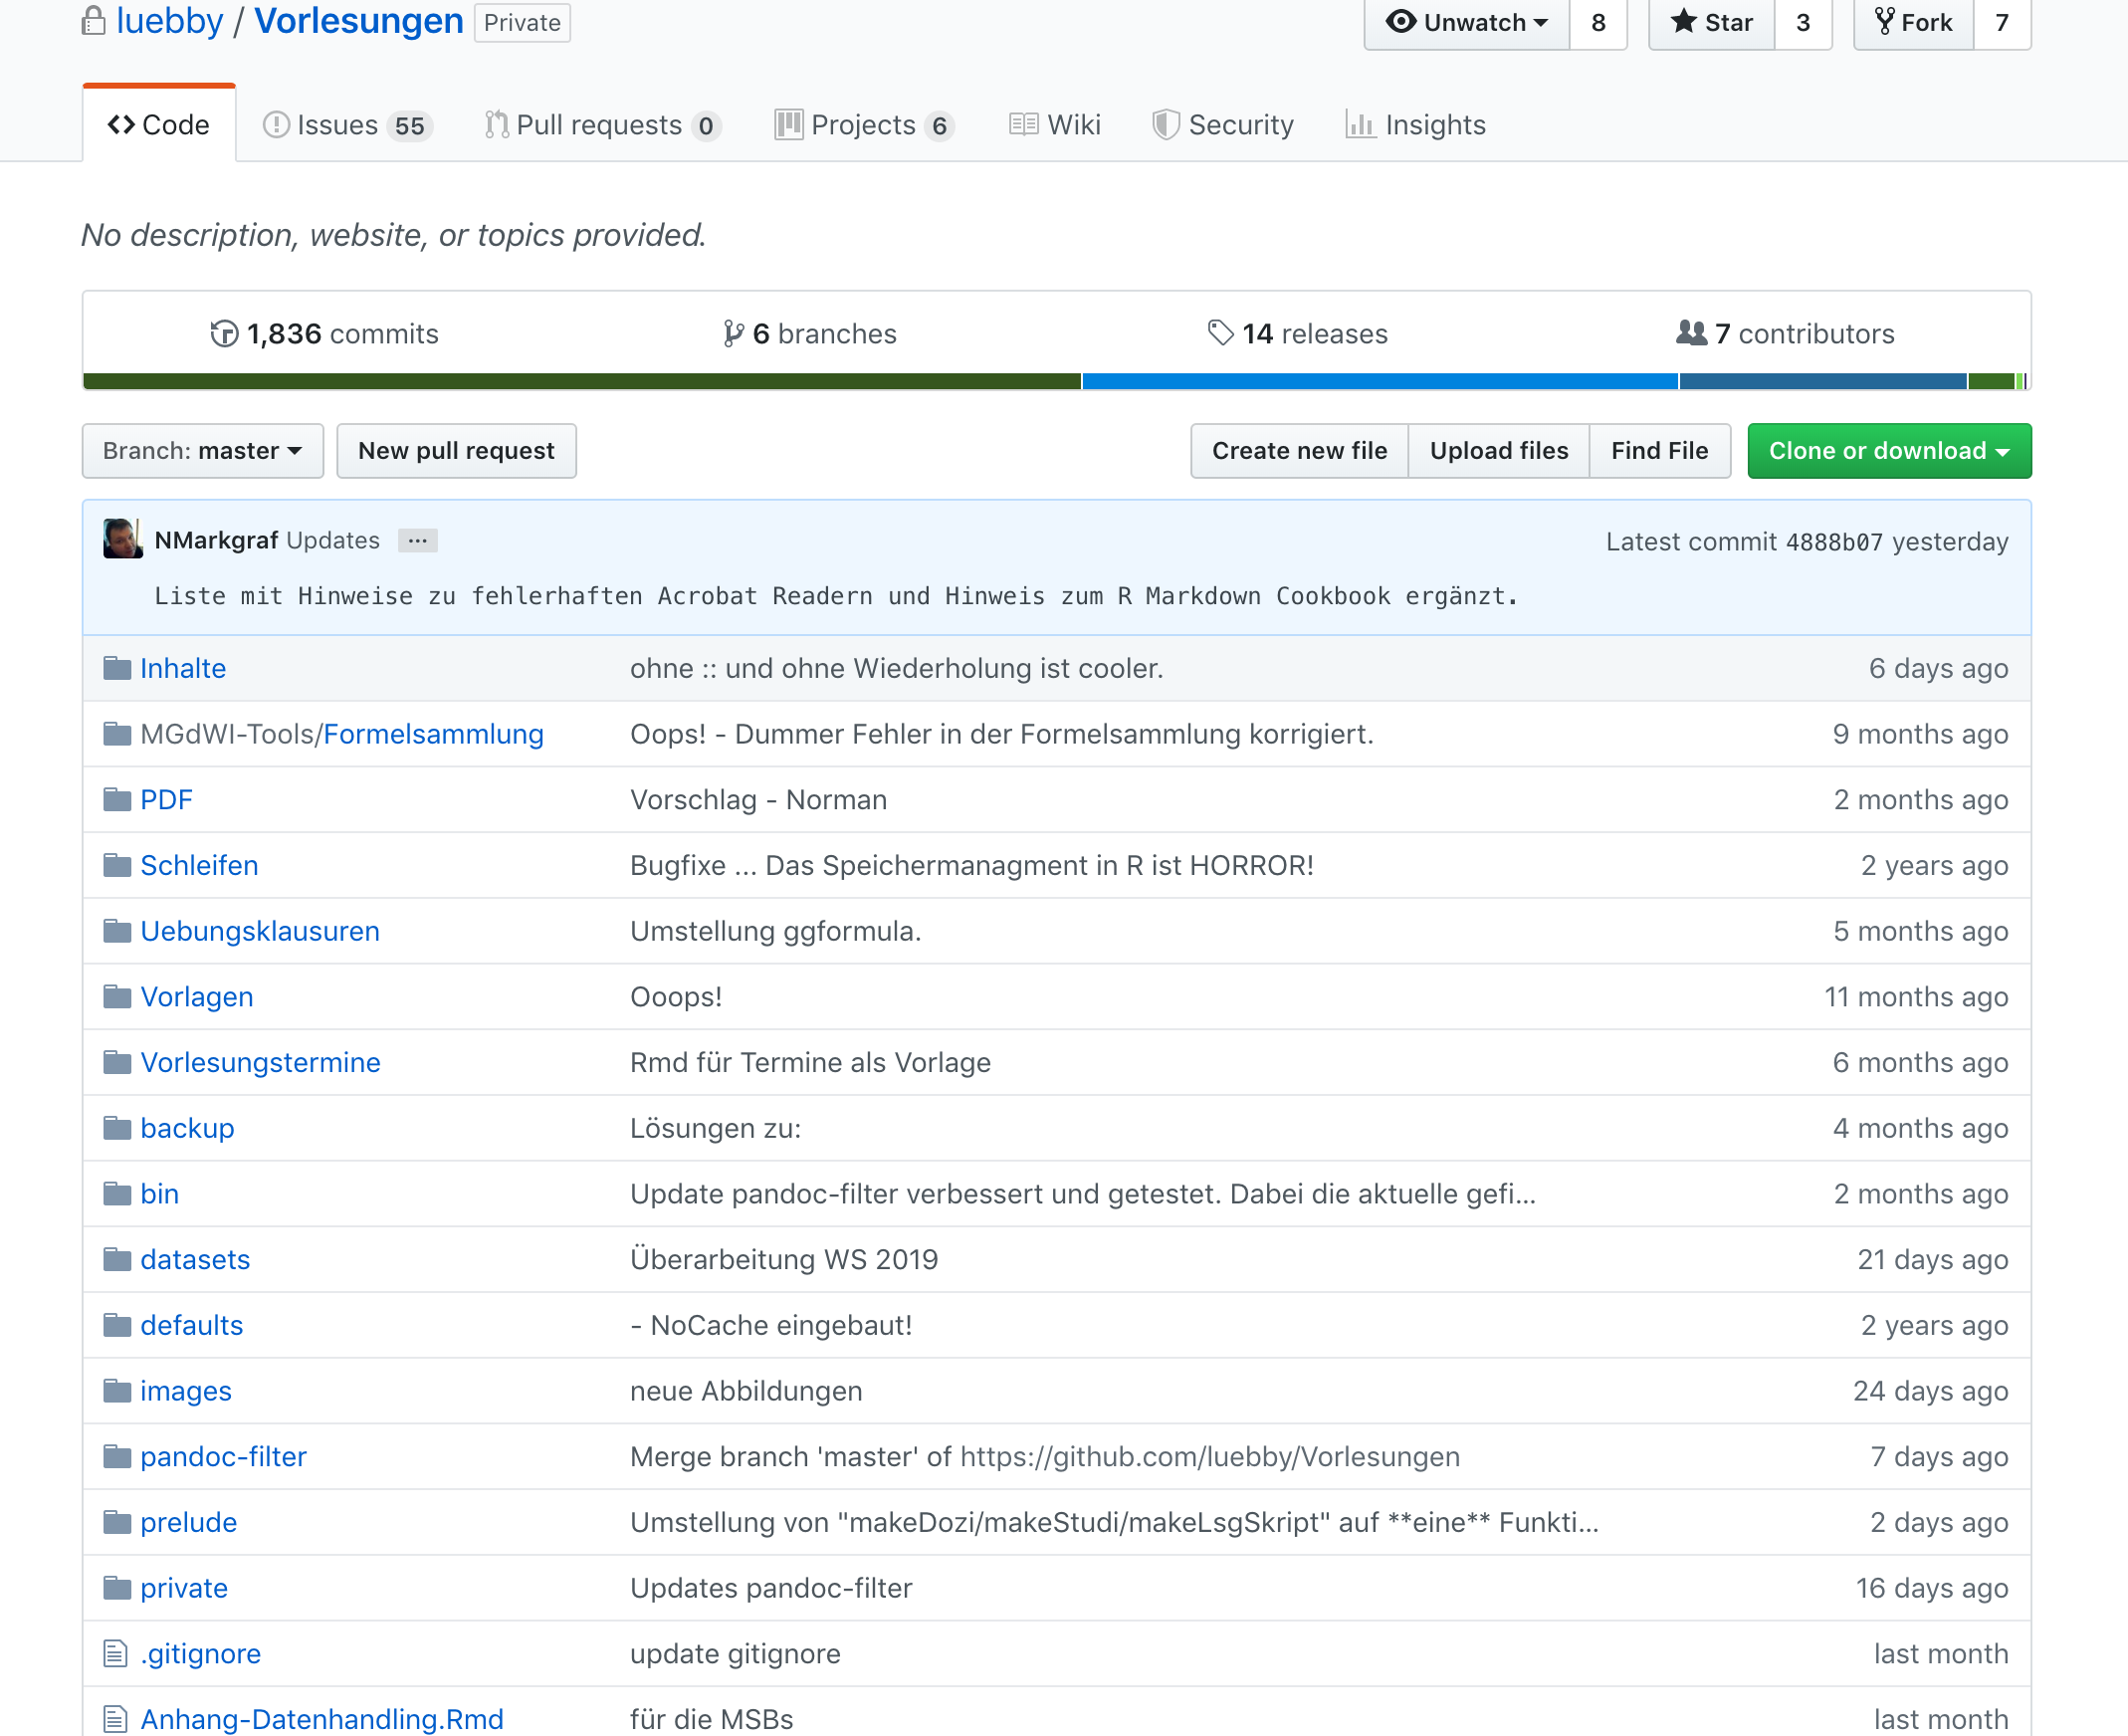 luebby / Vorlesungen Private Unwatch 8 Star 3 Fork 7
Code Issues 55 Pull requests 0 Projects 6 Wiki Security Insights
No description, website, or topics provided.
1,836 commits 6 branches 14 releases 7 contributors
Branch: master New pull request Create new file Upload files Find File Clone or download
NMarkgraf Updates ... Latest commit 4888b07 yesterday
Liste mit Hinweise zu fehlerhaften Acrobat Readern und Hinweis zum R Markdown Cookbook ergänzt.
Inhalte ohne :: und ohne Wiederholung ist cooler. 6 days ago
MGdWI-Tools/Formelsammlung Oops! - Dummer Fehler in der Formelsammlung korrigiert. 9 months ago
PDF Vorschlag - Norman 2 months ago
Schleifen Bugfixe ... Das Speichermanagment in R ist HORROR! 2 years ago
Uebungsklausuren Umstellung ggformula. 5 months ago
Vorlagen Ooops! 11 months ago
Vorlesungstermine Rmd für Termine als Vorlage 6 months ago
backup Lösungen zu: 4 months ago
bin Update pandoc-filter verbessert und getestet. Dabei die aktuelle gefi... 2 months ago
datasets Überarbeitung WS 2019 21 days ago
defaults - NoCache eingebaut! 2 years ago
images neue Abbildungen 24 days ago
pandoc-filter Merge branch 'master' of https://github.com/luebby/Vorlesungen 7 days ago
prelude Umstellung von "makeDozi/makeStudi/makeLsgSkript" auf **eine** Funkti... 2 days ago
private Updates pandoc-filter 16 days ago
.gitignore update gitignore last month
Anhang-Datenhandling.Rmd für die MSBs last month